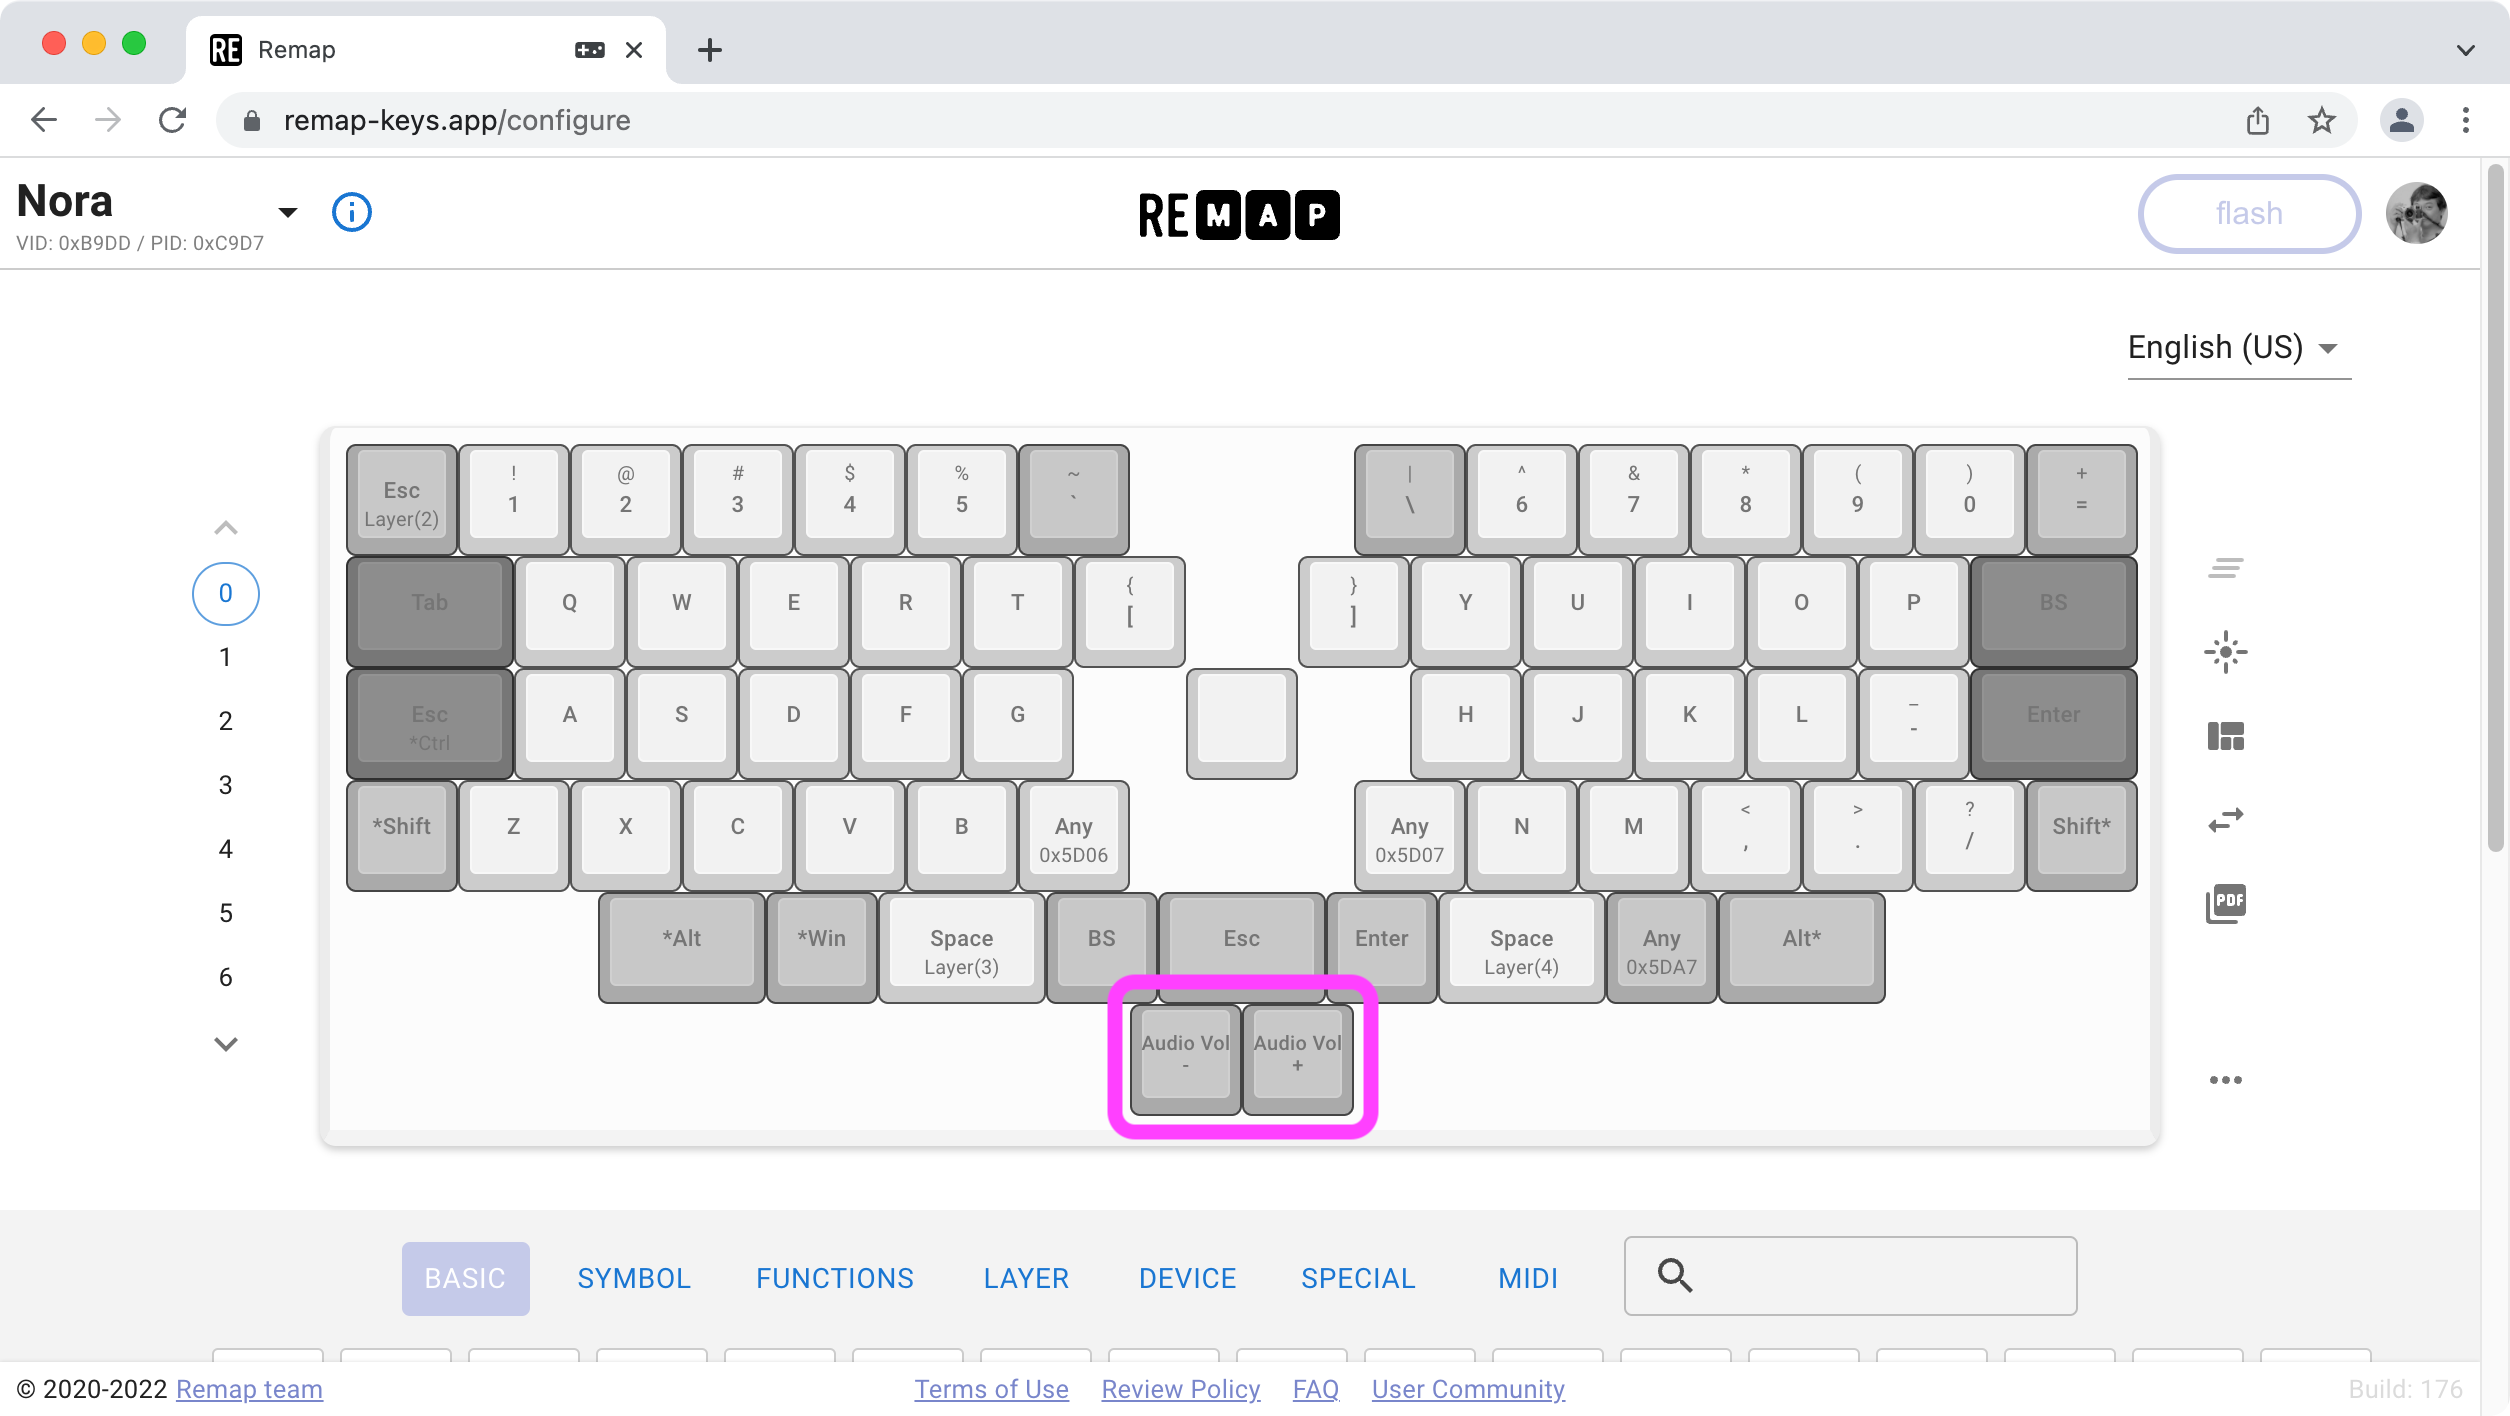 RE Remap
remap-keys.app/configure
Nora
VID: 0xB9DD / PID: 0xC9D7
REMAP
flash
English (US)
Esc
Layer(2)
!
1
@
2
#
3
$
4
%
5
~
`
|
\
^
6
&
7
*
8
(
9
)
0
+
=
0
1
2
3
4
5
6
Tab
Q
W
E
R
T
{
[
}
]
Y
U
I
O
P
BS
Esc
*Ctrl
A
S
D
F
G
H
J
K
L
_
-
Enter
*Shift
Z
X
C
V
B
Any
0x5D06
Any
0x5D07
N
M
<
,
>
.
?
/
Shift*
PDF
*Alt
*Win
Space
Layer(3)
BS
Esc
Enter
Space
Layer(4)
Any
0x5DA7
Alt*
Audio Vol
-
Audio Vol
+
BASIC SYMBOL FUNCTIONS LAYER DEVICE SPECIAL MIDI
© 2020-2022 Remap team Terms of Use Review Policy FAQ User Community Build: 176